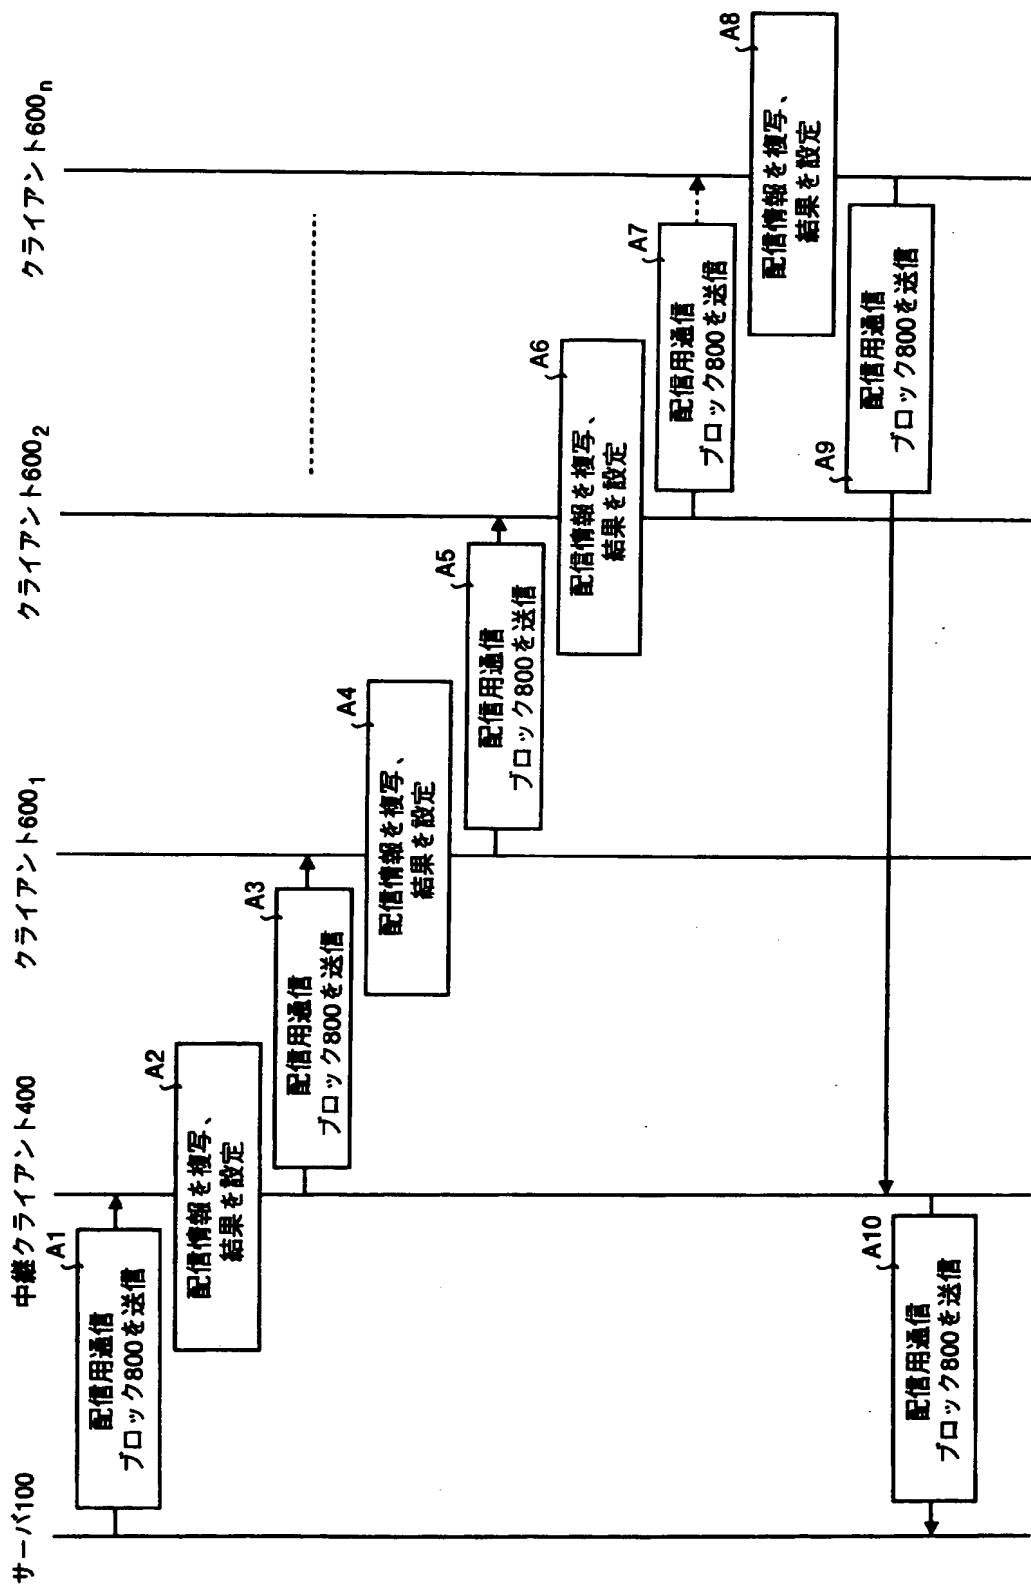 サーバ100
中継クライアント400
クライアント600₁
クライアント600₂
クライアント600ₙ
A1
配信用通信
ブロック800を送信
A2
配信情報を複写、
結果を設定
A3
配信用通信
ブロック800を送信
A4
配信情報を複写、
結果を設定
A5
配信用通信
ブロック800を送信
A6
配信情報を複写、
結果を設定
A7
配信用通信
ブロック800を送信
A8
配信情報を複写、
結果を設定
A9
配信用通信
ブロック800を送信
A10
配信用通信
ブロック800を送信